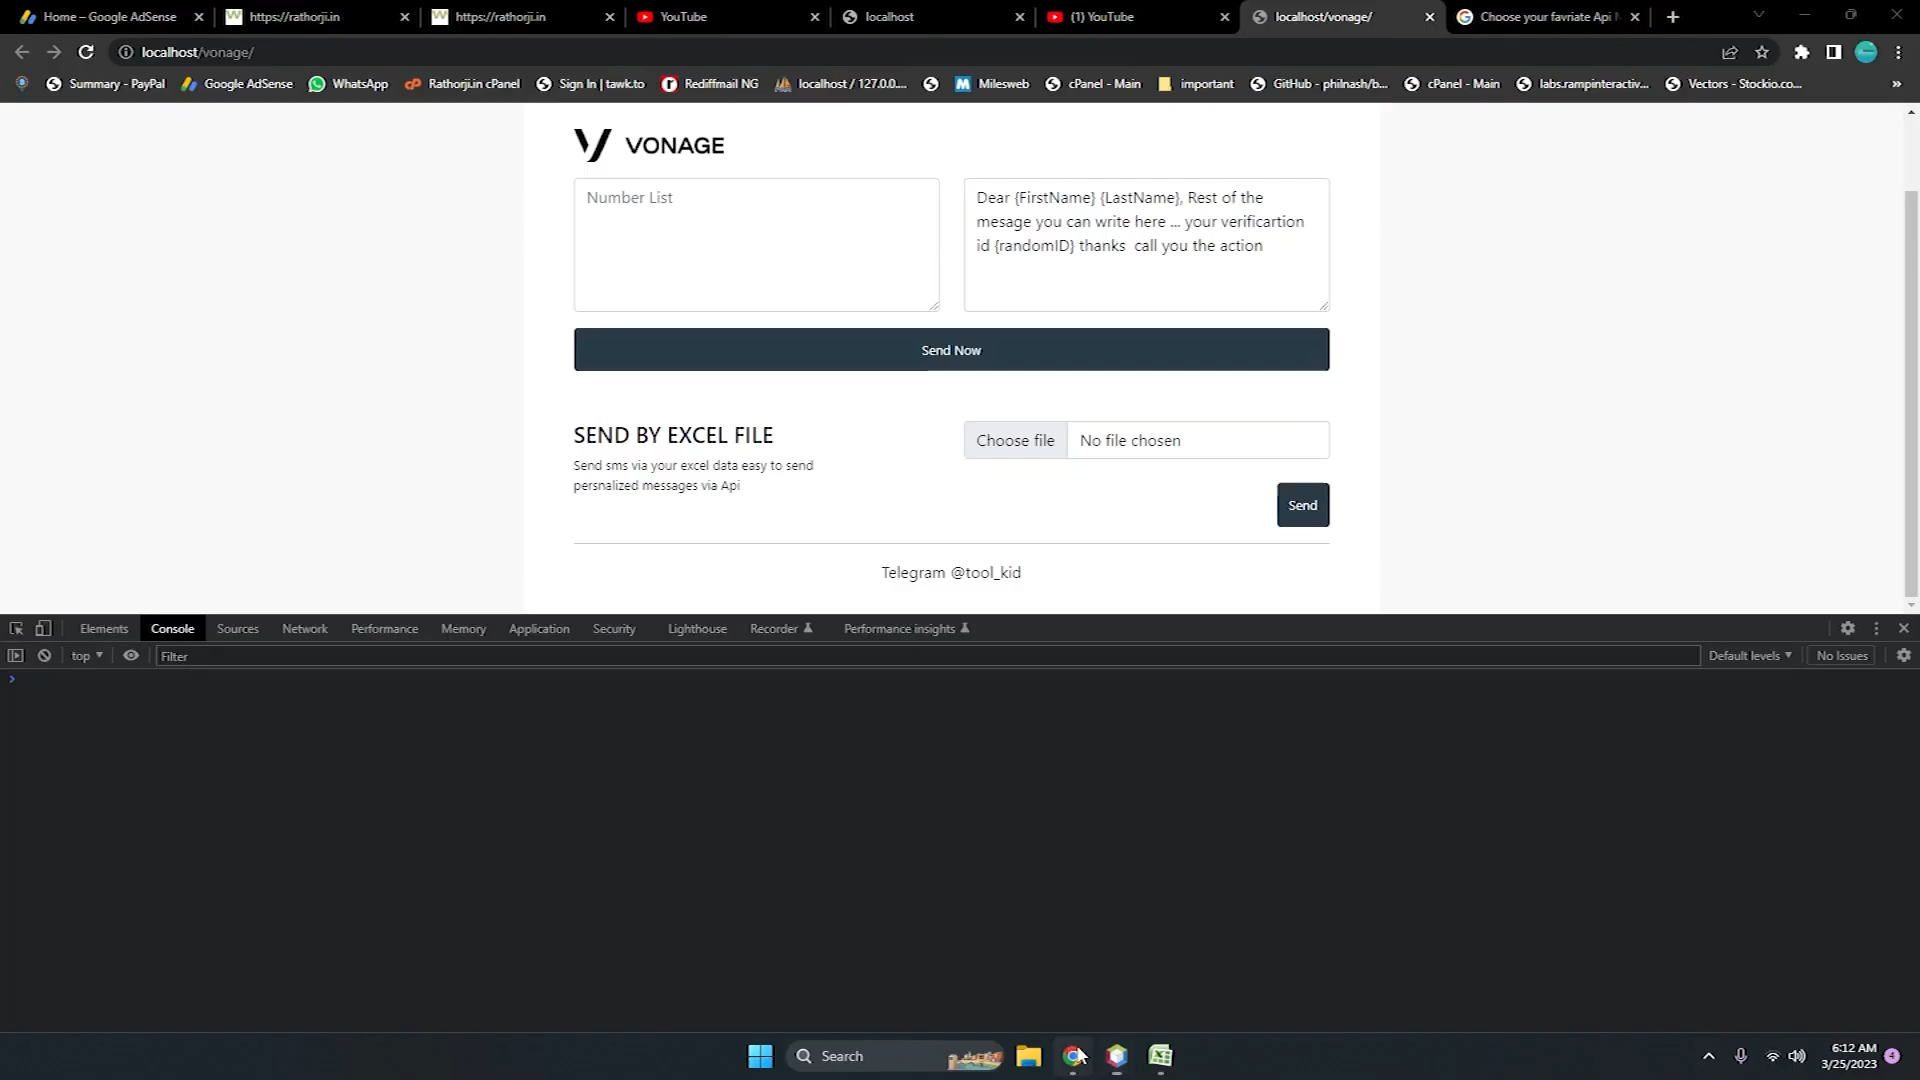 Home – Google AdSense
https://rathorji.in
https://rathorji.in
YouTube
localhost
(1) YouTube
localhost/vonage/
Choose your favriate Api
localhost/vonage/
Summary - PayPal
Google AdSense
WhatsApp
Rathorji.in cPanel
Sign In | tawk.to
Rediffmail NG
localhost / 127.0.0....
Milesweb
cPanel - Main
important
GitHub - philnash/b...
cPanel - Main
labs.rampinteractiv...
Vectors - Stockio.co...
»
VONAGE
Number List
Dear {FirstName} {LastName}, Rest of the
mesage you can write here ... your verificartion
id {randomID} thanks  call you the action
Send Now
SEND BY EXCEL FILE
Send sms via your excel data easy to send
persnalized messages via Api
Choose file
No file chosen
Send
Telegram @tool_kid
Elements
Console
Sources
Network
Performance
Memory
Application
Security
Lighthouse
Recorder
Performance insights
top
Filter
Default levels
No Issues
Search
6:12 AM
3/25/2023
4